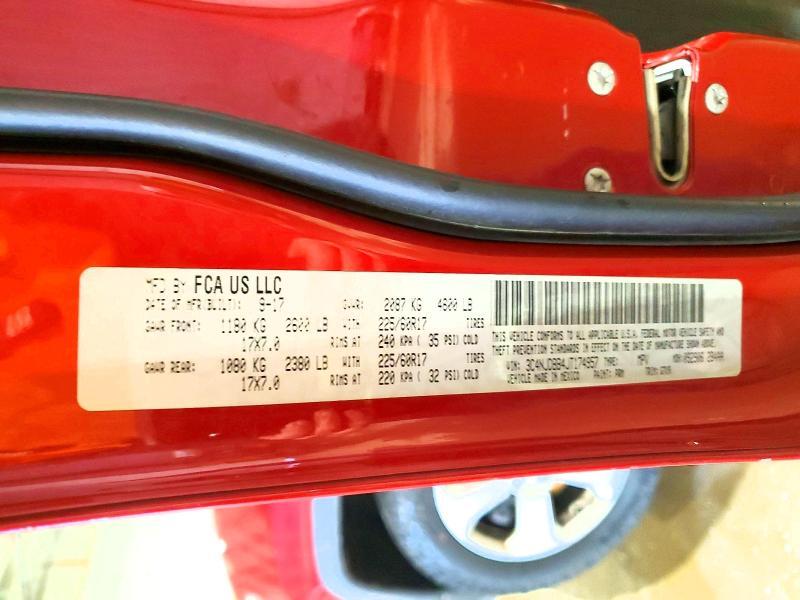 MFD BY FCA US LLC
DATE OF MFR BUILT(): 9-17 GVWR: 2087 KG 4600 LB
GAWR FRONT: 1180 KG 2600 LB WITH 225/60R17 TIRES
17X7.0 RIMS AT 240 KPA ( 35 PSI) COLD
GAWR REAR: 1080 KG 2380 LB WITH 225/60R17 TIRES
17X7.0 RIMS AT 220 KPA ( 32 PSI) COLD
THIS VEHICLE CONFORMS TO ALL APPLICABLE U.S.A. FEDERAL MOTOR VEHICLE SAFETY AND
THEFT PREVENTION STANDARDS IN EFFECT ON THE DATE OF MANUFACTURE SHOWN ABOVE.
VIN: TYPE: MPV
MADE IN MEXICO PAINT: PRM TRIM: